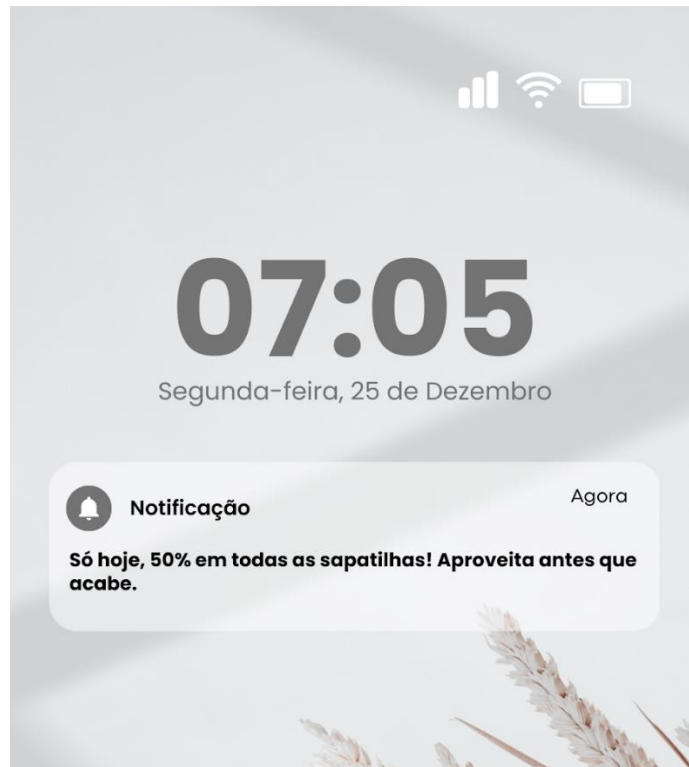 07:05
Segunda-feira, 25 de Dezembro
Notificação
Agora
Só hoje, 50% em todas as sapatilhas! Aproveita antes que
acabe.